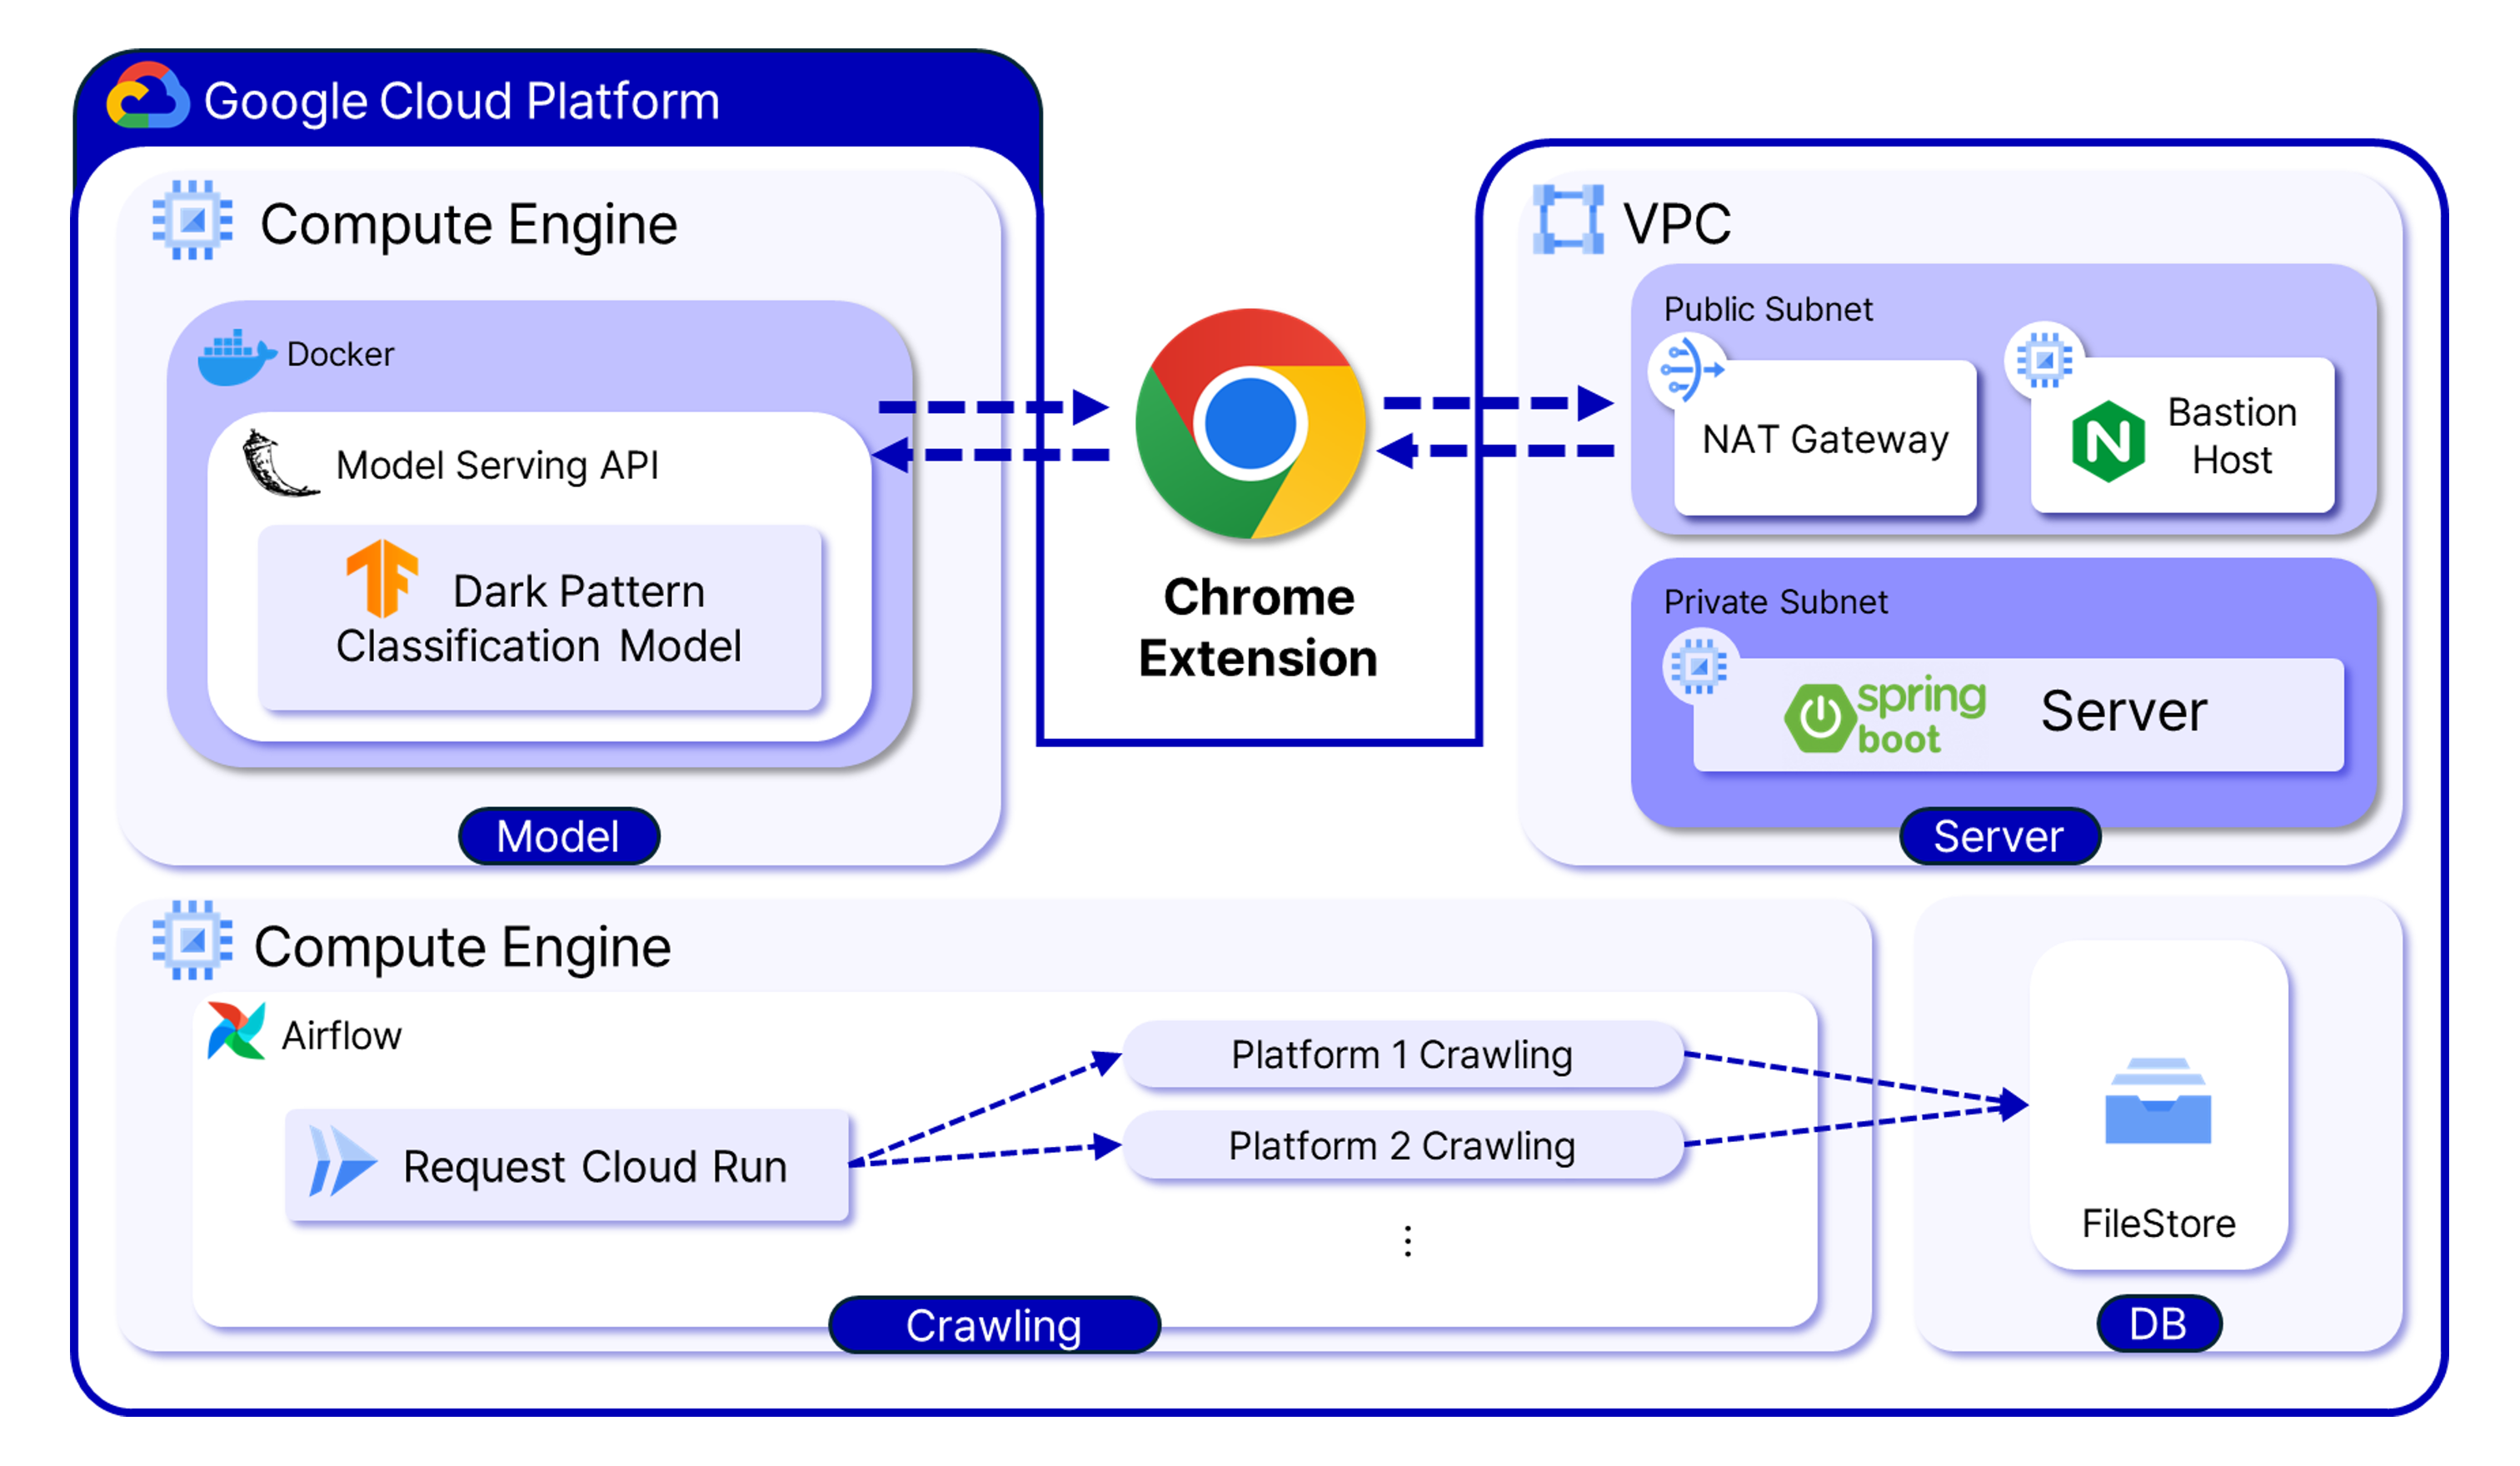 Google Cloud Platform
Compute Engine
Docker
Model Serving API
Dark Pattern
Classification Model
Model
Chrome
Extension
VPC
Public Subnet
NAT Gateway
Bastion
Host
Private Subnet
spring
boot
Server
Server
Compute Engine
Airflow
Request Cloud Run
Platform 1 Crawling
Platform 2 Crawling
⋮
Crawling
FileStore
DB